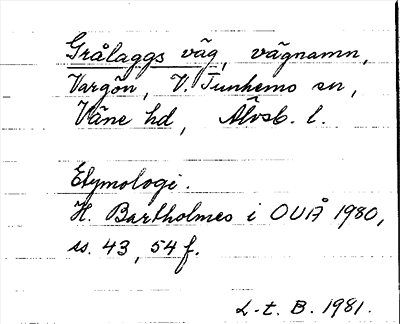 Grålaggs väg, vägnamn,
Vargön, V. Tunhems sn,
Väne hd, Älvsb. l.
Etymologi.
H. Bartholmes i OUÅ 1980,
ss. 43, 54 f.
L-t. B. 1981.